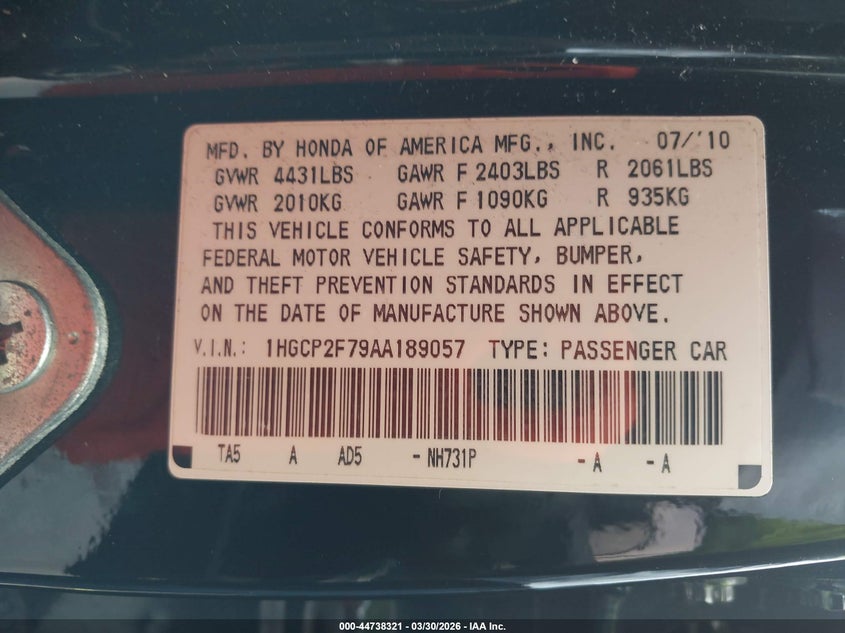 MFD. BY HONDA OF AMERICA MFG., INC. 07/'10
GVWR 4431LBS GAWR F 2403LBS R 2061LBS
GVWR 2010KG GAWR F 1090KG R 935KG
THIS VEHICLE CONFORMS TO ALL APPLICABLE
FEDERAL MOTOR VEHICLE SAFETY, BUMPER,
AND THEFT PREVENTION STANDARDS IN EFFECT
ON THE DATE OF MANUFACTURE SHOWN ABOVE.
V.I.N.: 1HGCP2F79AA189057 TYPE: PASSENGER CAR
TA5 A AD5 -NH731P -A -A
000-44738321 | 03/30/2026 - IAA Inc.